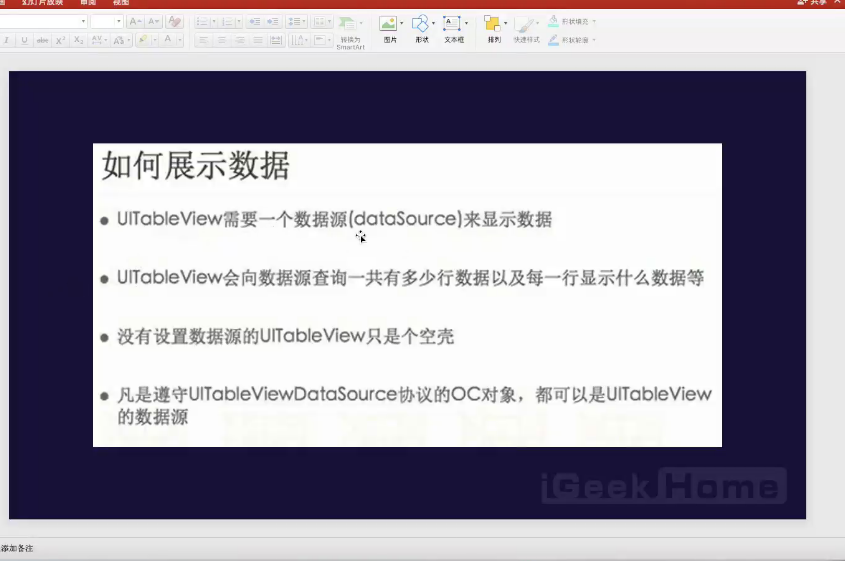 幻灯片放映 审阅 视图 共享
A A
I U abc X² X₂ AV Aa A
转换为
SmartArt
图片 形状 文本框 排列 快速样式
形状填充
形状轮廓
如何展示数据
● UITableView需要一个数据源(dataSource)来显示数据
● UITableView会向数据源查询一共有多少行数据以及每一行显示什么数据等
● 没有设置数据源的UITableView只是个空壳
● 凡是遵守UITableViewDataSource协议的OC对象，都可以是UITableView
的数据源
iGeekHome
添加备注